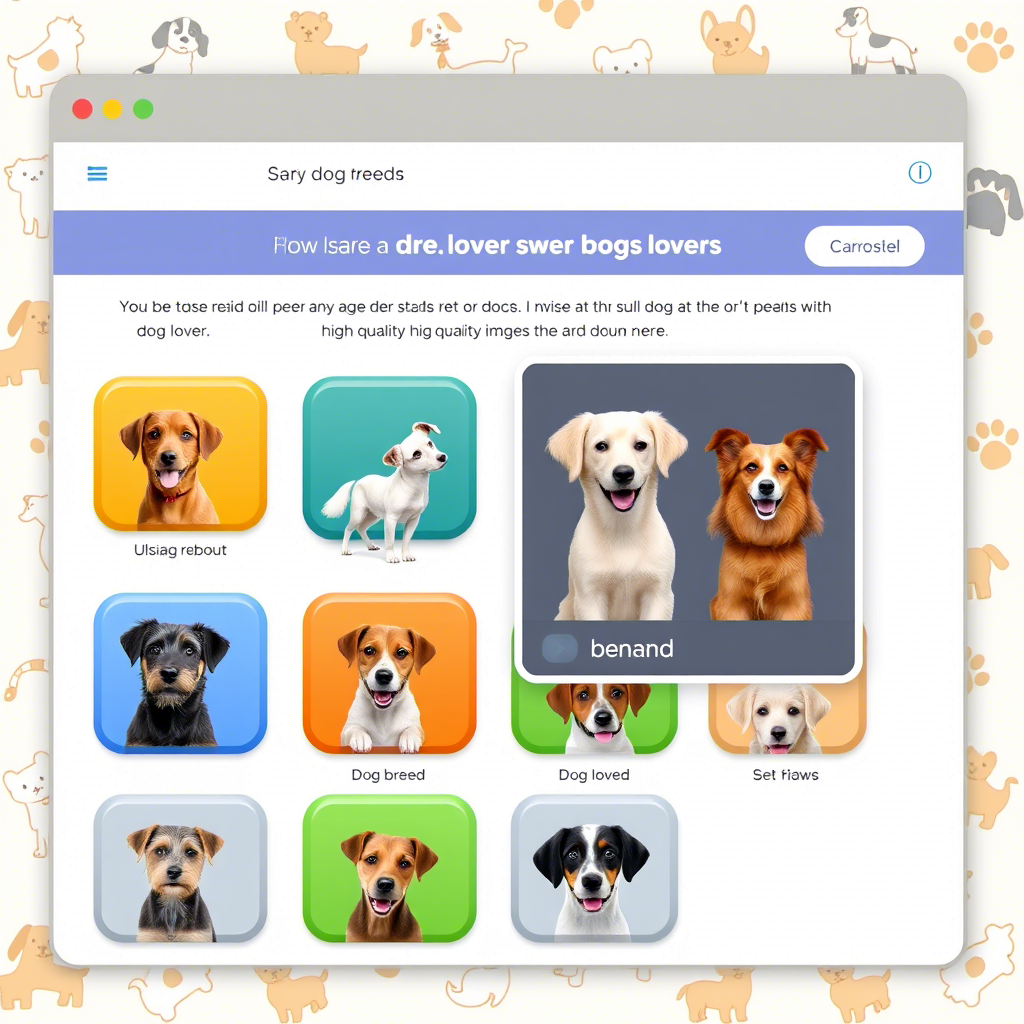 Sary dog treeds
How lsare a dre.lover swer bogs lovers
Carrostel
You be tose reid oill peer any age der stads ret or docs. I nvise at thr sull dog at the or't peans with
dog lover. high quality hig quality imges the ard doun nere.
Ulsiag rebout
benand
Dog breed Dog loved Set flaws